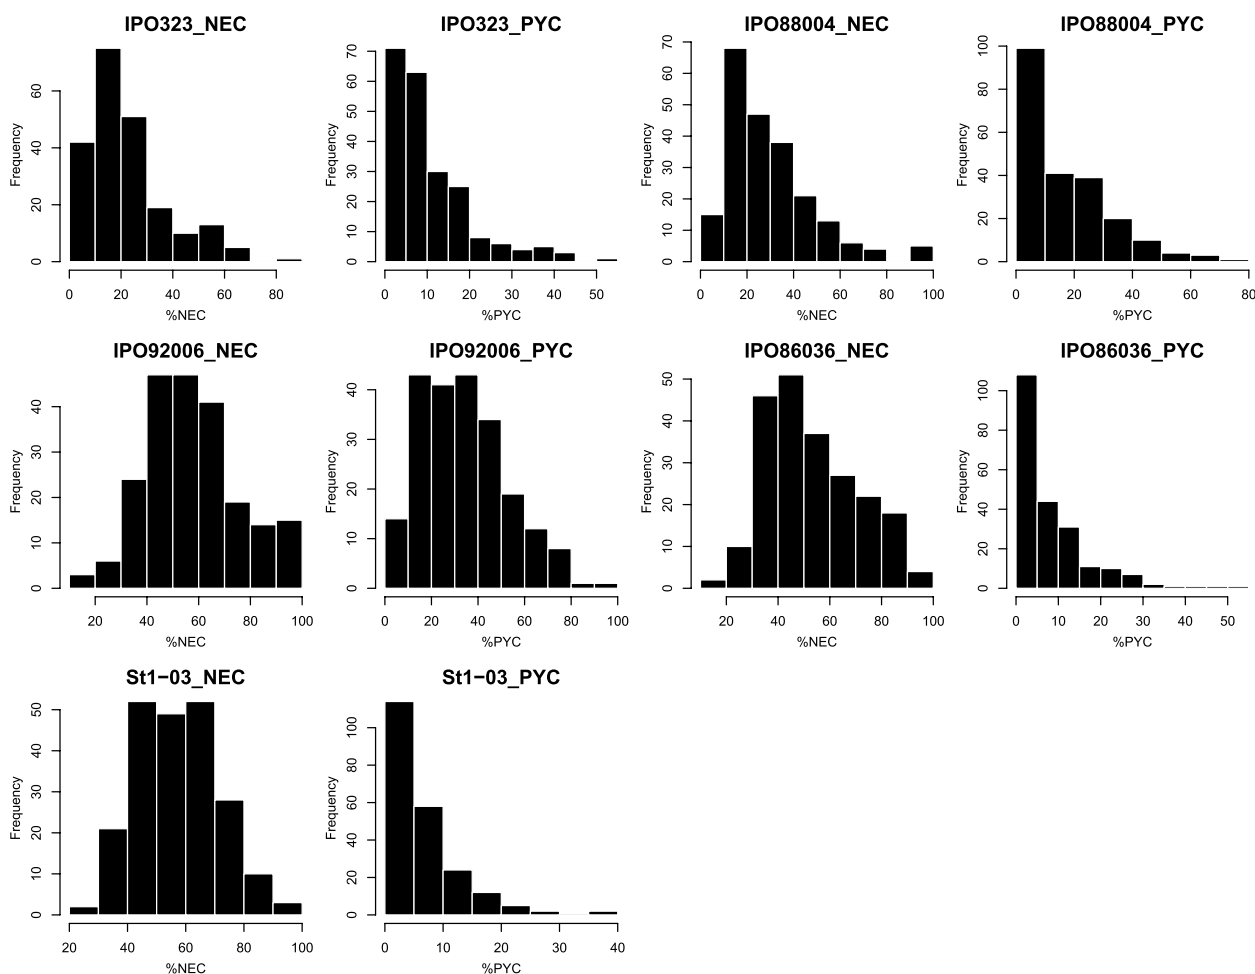 IPO323_NEC
Frequency
0 20 40 60
0 20 40 60 80
%NEC
IPO323_PYC
Frequency
0 10 20 30 40 50 60 70
0 10 20 30 40 50
%PYC
IPO88004_NEC
Frequency
0 10 20 30 40 50 60 70
0 20 40 60 80 100
%NEC
IPO88004_PYC
Frequency
0 20 40 60 80 100
0 20 40 60 80
%PYC
IPO92006_NEC
Frequency
0 10 20 30 40
20 40 60 80 100
%NEC
IPO92006_PYC
Frequency
0 10 20 30 40
0 20 40 60 80 100
%PYC
IPO86036_NEC
Frequency
0 10 20 30 40 50
20 40 60 80 100
%NEC
IPO86036_PYC
Frequency
0 20 40 60 80 100
0 10 20 30 40 50
%PYC
St1−03_NEC
Frequency
0 10 20 30 40 50
20 40 60 80 100
%NEC
St1−03_PYC
Frequency
0 20 40 60 80 100
0 10 20 30 40
%PYC